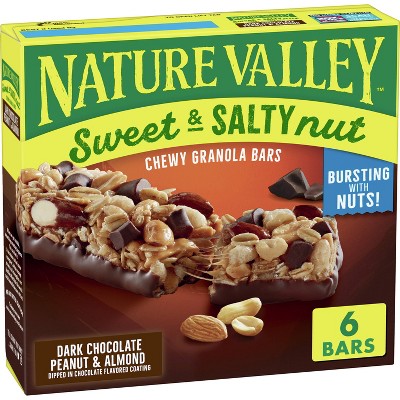 NATURE VALLEY™
Sweet & SALTY nut
CHEWY GRANOLA BARS
BURSTING
WITH
NUTS!
DARK CHOCOLATE
PEANUT & ALMOND
DIPPED IN CHOCOLATE FLAVORED COATING
6
BARS